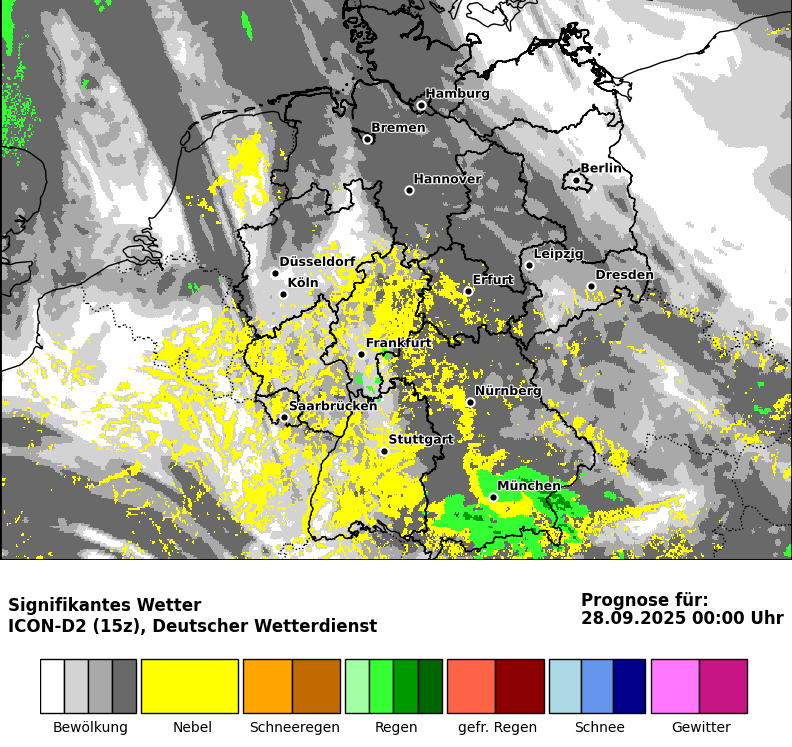 Hamburg
Bremen
Berlin
Hannover
Leipzig
Düsseldorf
Dresden
Erfurt
Köln
Frankfurt
Nürnberg
Saarbrücken
Stuttgart
München
Signifikantes Wetter
ICON-D2 (15z), Deutscher Wetterdienst
Prognose für:
28.09.2025 00:00 Uhr
Bewölkung Nebel Schneeregen Regen gefr. Regen Schnee Gewitter